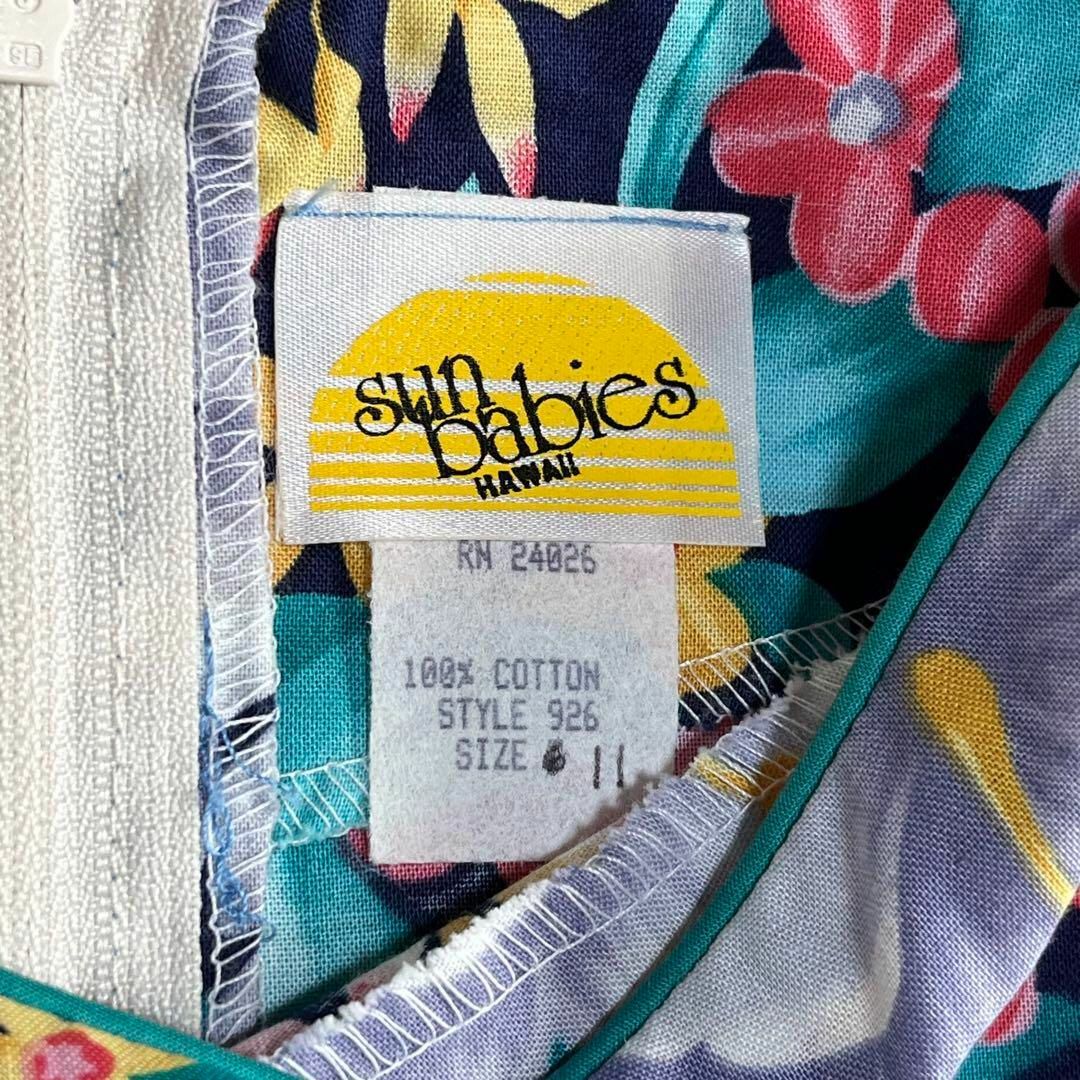 sun
babies
HAWAII
RN 24026
100% COTTON
STYLE 926
SIZE 11